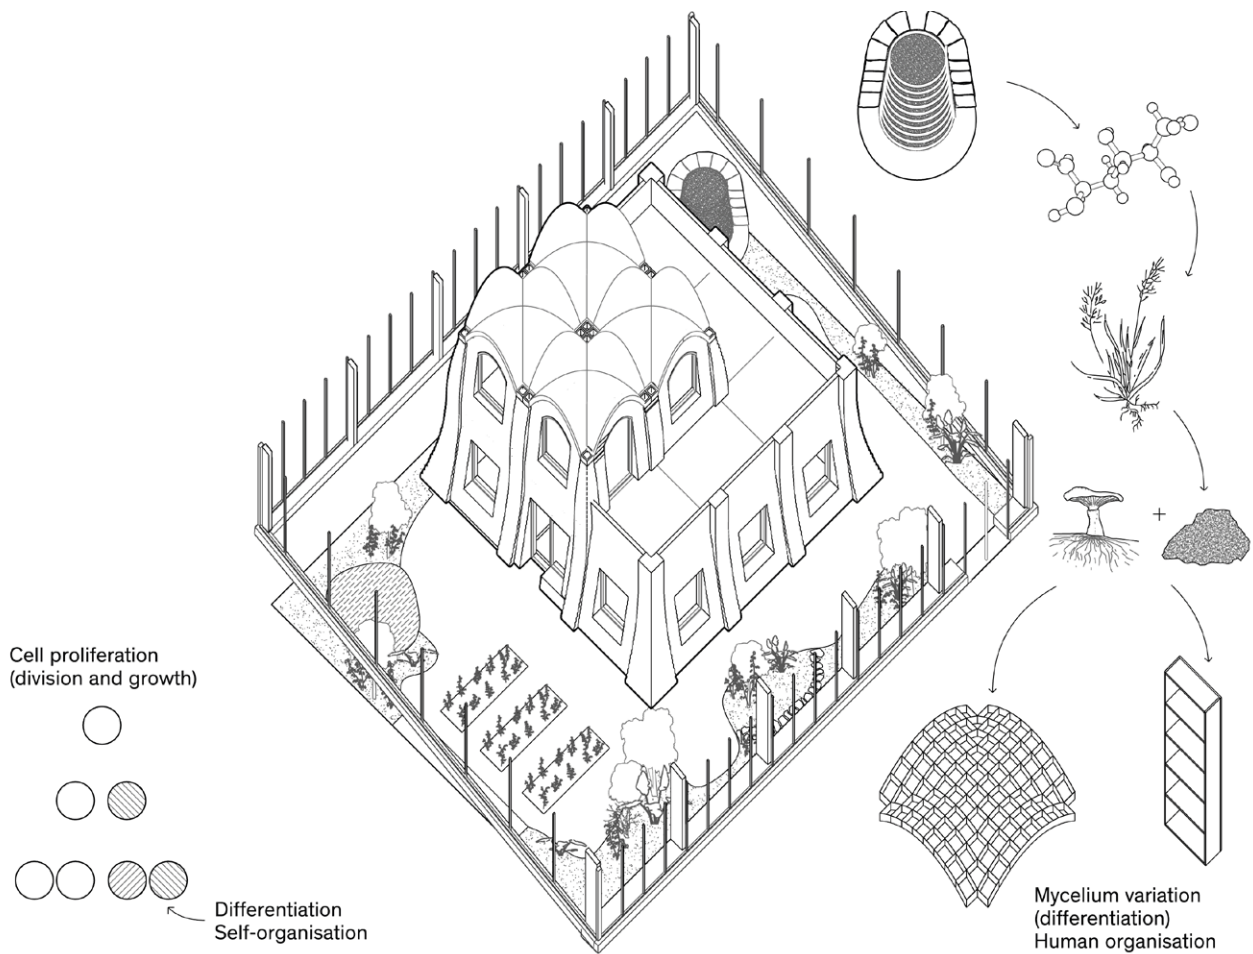 Cell proliferation
(division and growth)
Differentiation
Self-organisation
+
Mycelium variation
(differentiation)
Human organisation